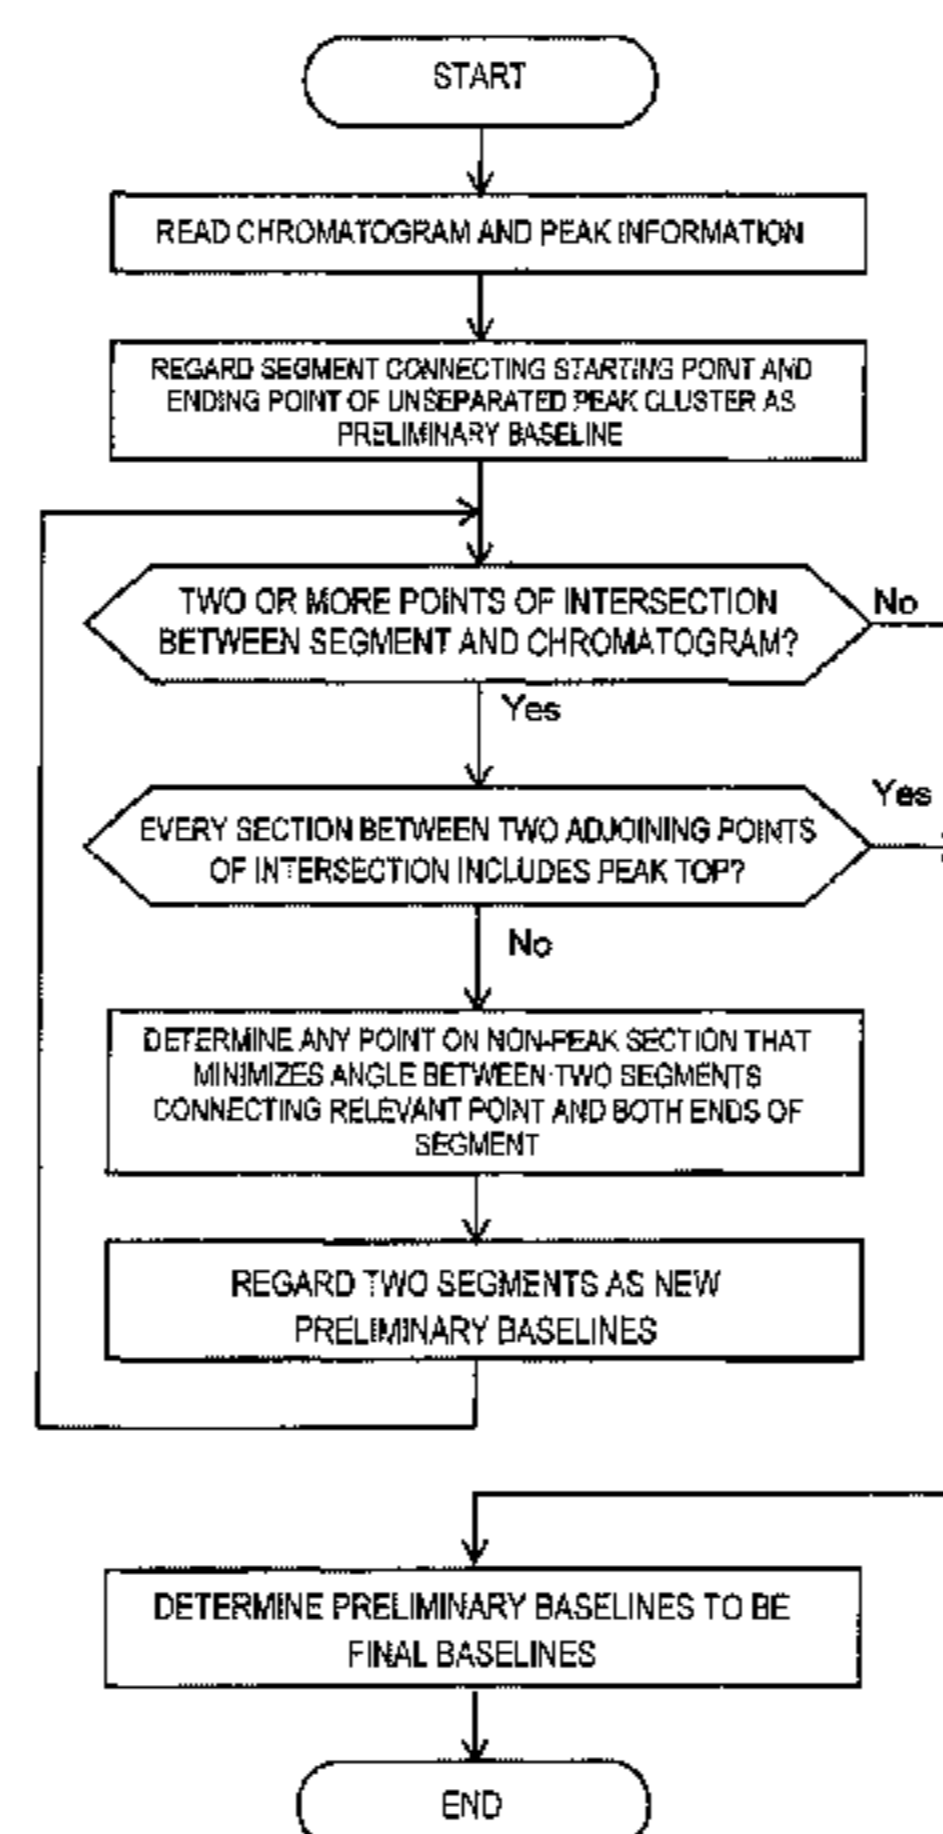 START
READ CHROMATOGRAM AND PEAK INFORMATION
REGARD SEGMENT CONNECTING STARTING POINT AND
ENDING POINT OF UNSEPARATED PEAK CLUSTER AS
PRELIMINARY BASELINE
TWO OR MORE POINTS OF INTERSECTION
BETWEEN SEGMENT AND CHROMATOGRAM?
No
Yes
EVERY SECTION BETWEEN TWO ADJOINING POINTS
OF INTERSECTION INCLUDES PEAK TOP?
Yes
No
DETERMINE ANY POINT ON NON-PEAK SECTION THAT
MINIMIZES ANGLE BETWEEN TWO SEGMENTS
CONNECTING RELEVANT POINT AND BOTH ENDS OF
SEGMENT
REGARD TWO SEGMENTS AS NEW
PRELIMINARY BASELINES
DETERMINE PRELIMINARY BASELINES TO BE
FINAL BASELINES
END